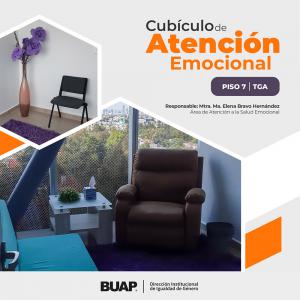 Cubículo de
Atención
Emocional
PISO 7 | TGA
Responsable: Mtra. Ma. Elena Bravo Hernández
Área de Atención a la Salud Emocional
BUAP
Dirección Institucional
de Igualdad de Género